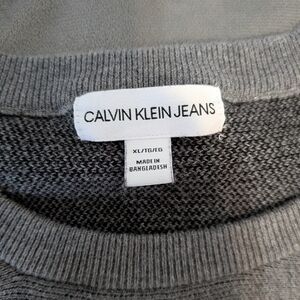 CALVIN KLEIN JEANS
XL/TG/EG
MADE IN
BANGLADESH